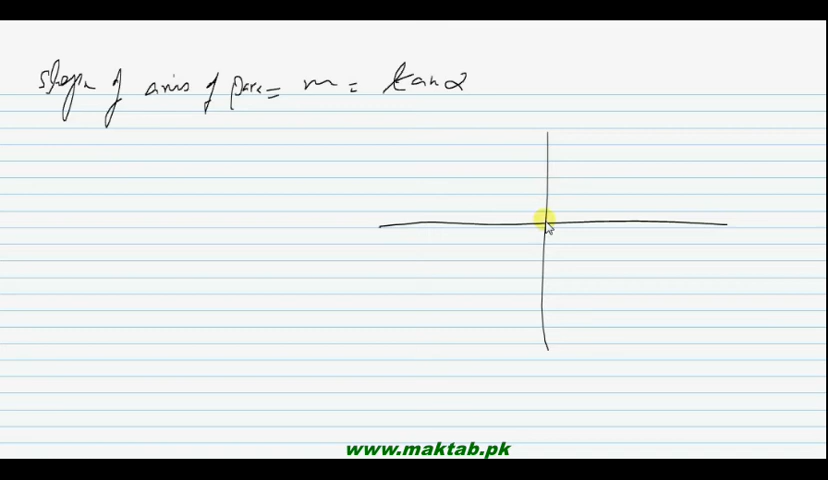 slope of axis of para = m = tan α
www.maktab.pk